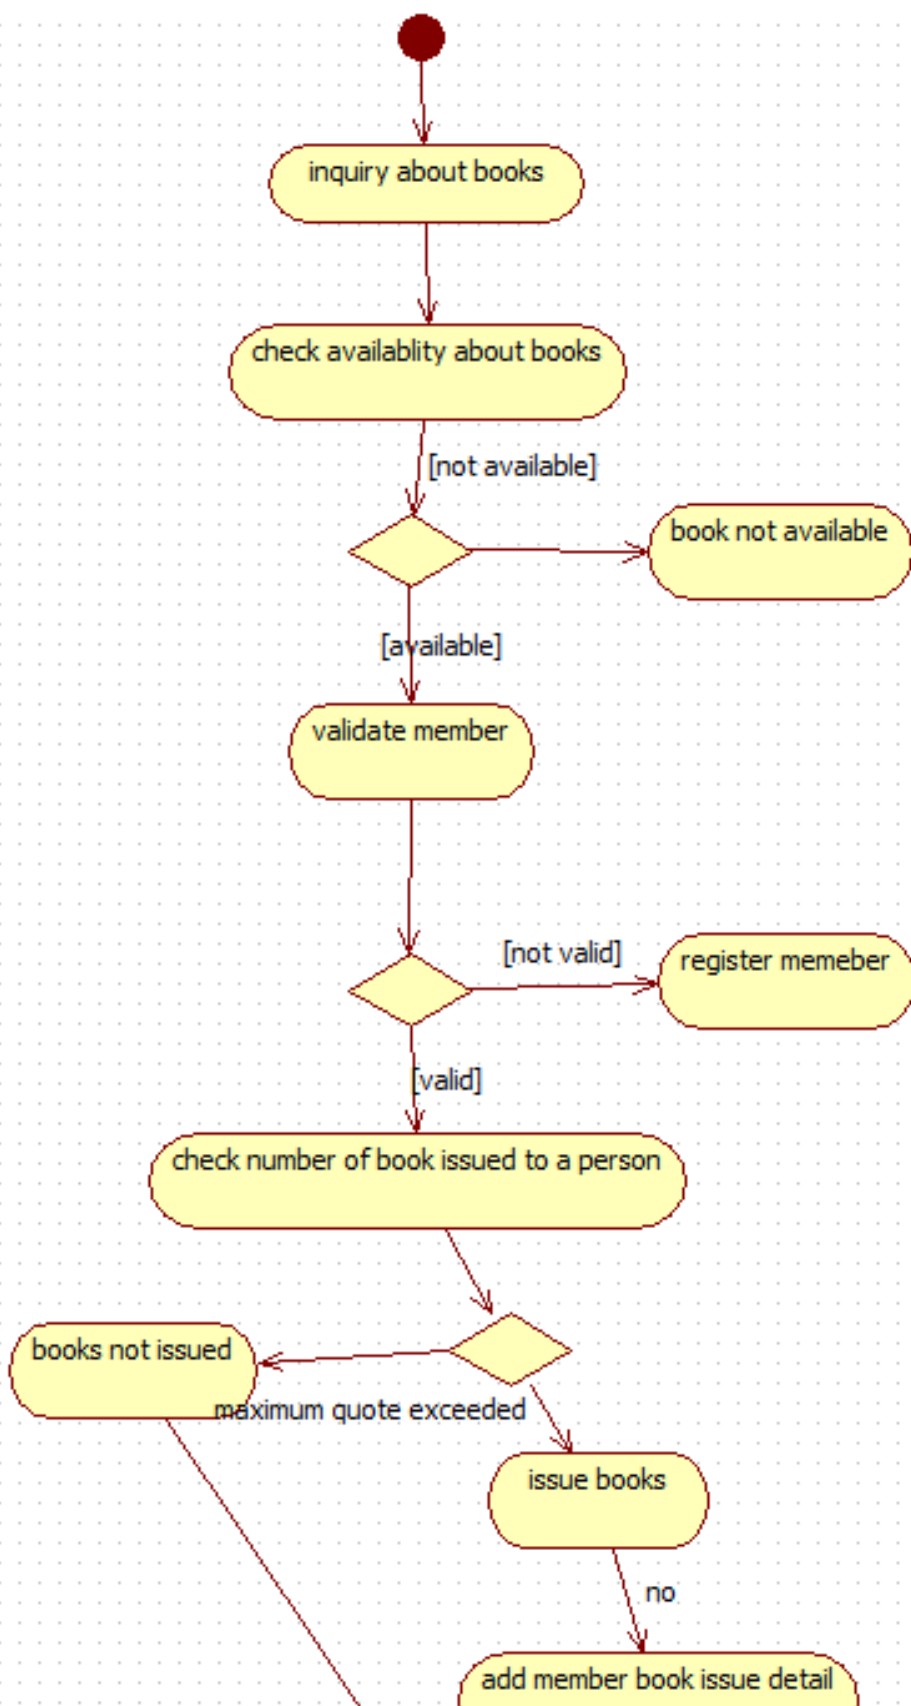 inquiry about books
check availablity about books
[not available]
book not available
[available]
validate member
[not valid]
register memeber
[valid]
check number of book issued to a person
books not issued
maximum quote exceeded
issue books
no
add member book issue detail